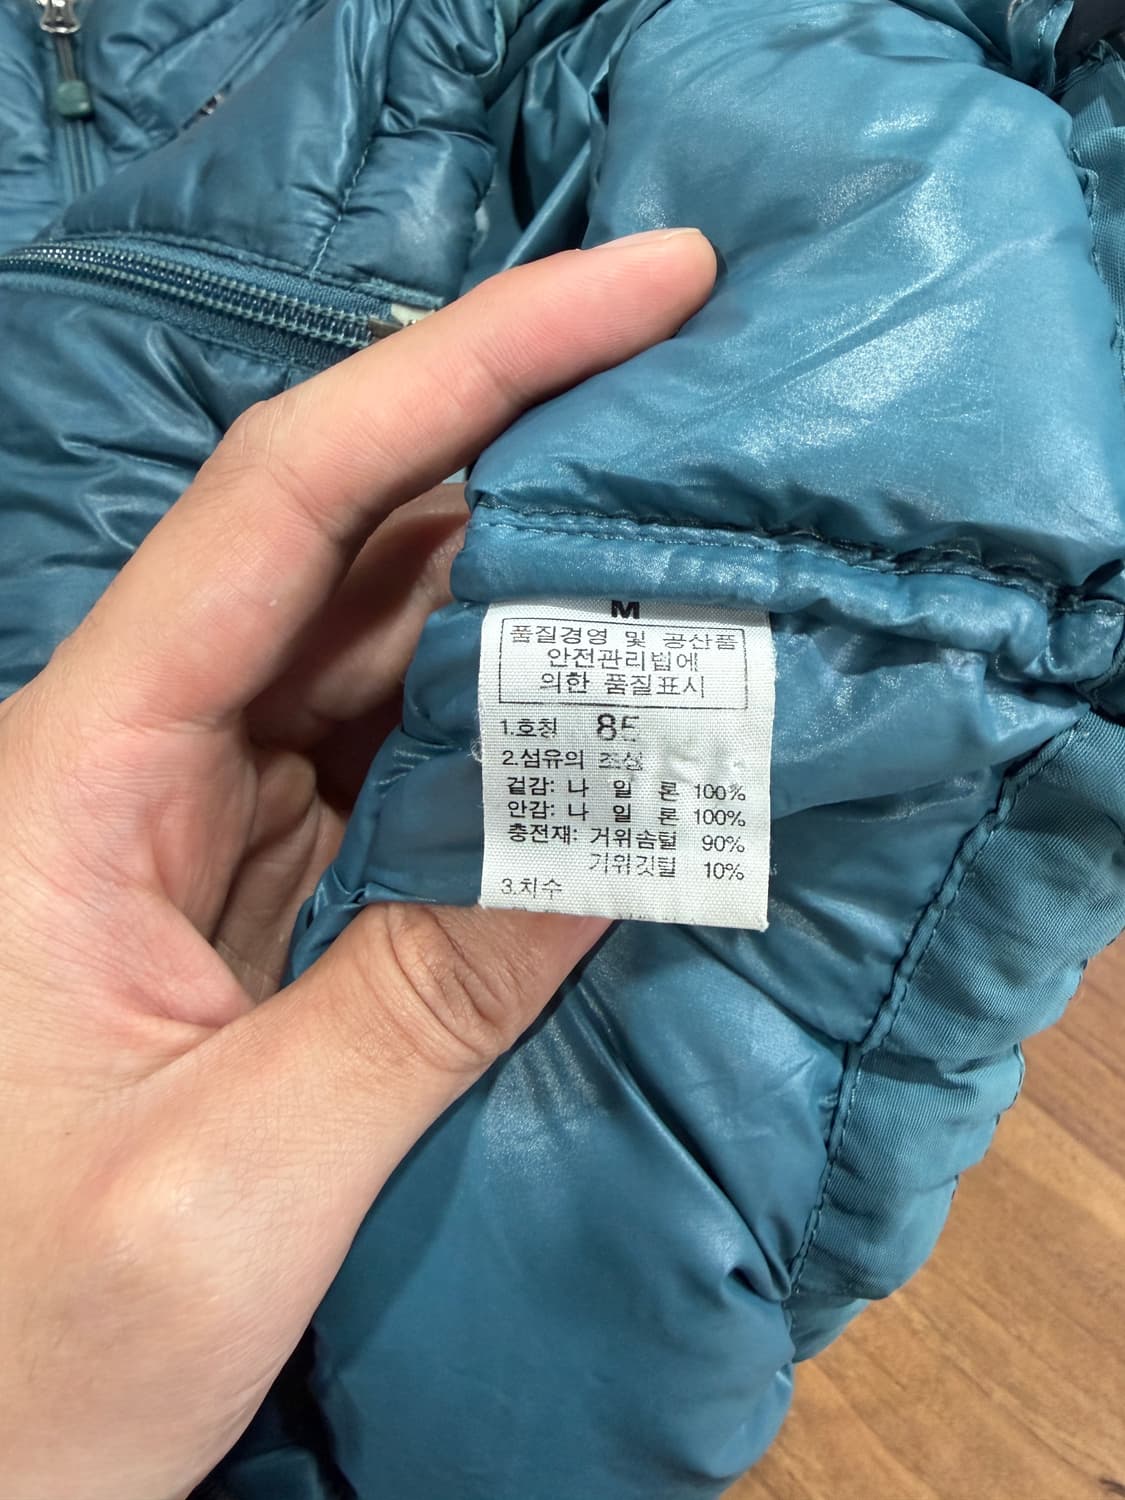 M
품질경영 및 공산품
안전관리법에
의한 품질표시
1.호칭 85
2.섬유의 조성
겉감: 나 일 론 100%
안감: 나 일 론 100%
충전재: 거위솜털 90%
거위깃털 10%
3.치수